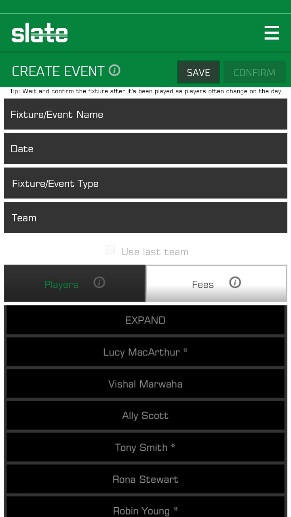 slate
CREATE EVENT
SAVE
CONFIRM
Tip: Wait and confirm the fixture after it's been played as players often change on the day
Fixture/Event Name
Date
Fixture/Event Type
Team
Use last team
Players
Fees
EXPAND
Lucy MacArthur *
Vishal Marwaha
Ally Scott
Tony Smith *
Rona Stewart
Robin Young *